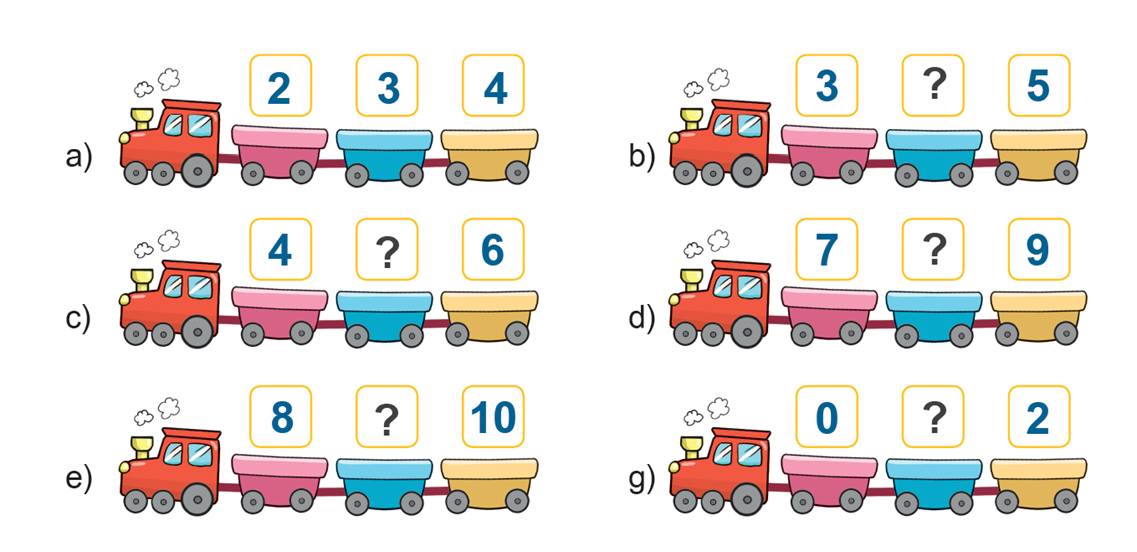 a) 2 3 4
b) 3 ? 5
c) 4 ? 6
d) 7 ? 9
e) 8 ? 10
g) 0 ? 2